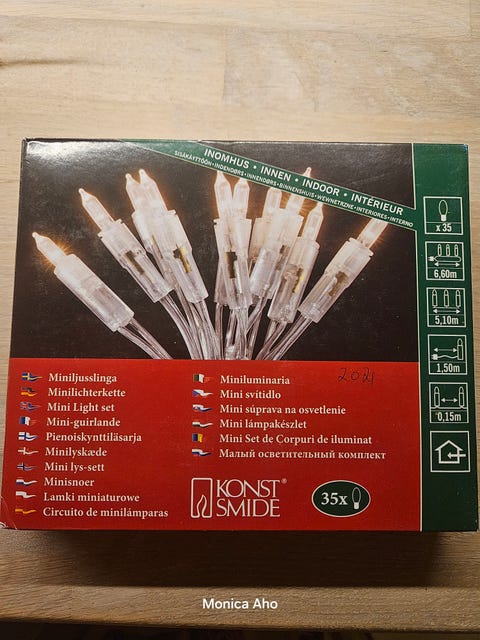 INOMHUS • INNEN • INDOOR • INTÉRIEUR
SISÄKÄYTTÖÖN • INDENDØRS • INNENDØRS • BINNENSHUIS • WEWNETRZNE • INTERIORES • INTERNO
x 35
6,60m
5,10m
1,50m
0,15m
Miniljusslinga
Minilichterkette
Mini Light set
Mini-guirlande
Pienoiskynttiläsarja
Minilyskæde
Mini lys-sett
Minisnoer
Lamki miniaturowe
Circuito de minilámparas
Miniluminaria
Mini svítidlo
Mini súprava na osvetlenie
Mini lámpakészlet
Mini Set de Corpuri de iluminat
Малый осветительный комплект
2021
KONST
SMIDE®
35x
Monica Aho